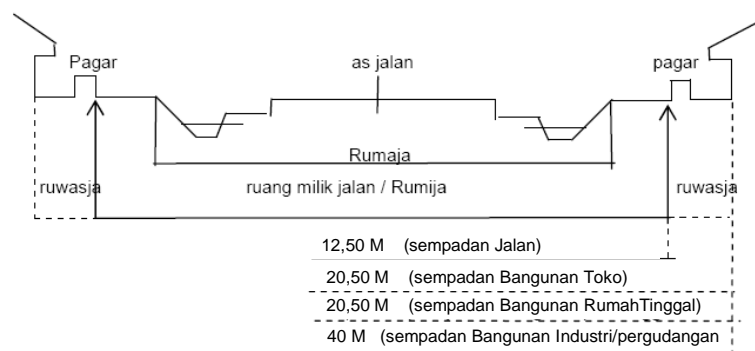 Pagar
as jalan
pagar
Rumaja
ruwasja
ruang milik jalan / Rumija
ruwasja
12,50 M (sempadan Jalan)
20,50 M (sempadan Bangunan Toko)
20,50 M (sempadan Bangunan RumahTinggal)
40 M (sempadan Bangunan Industri/pergudangan